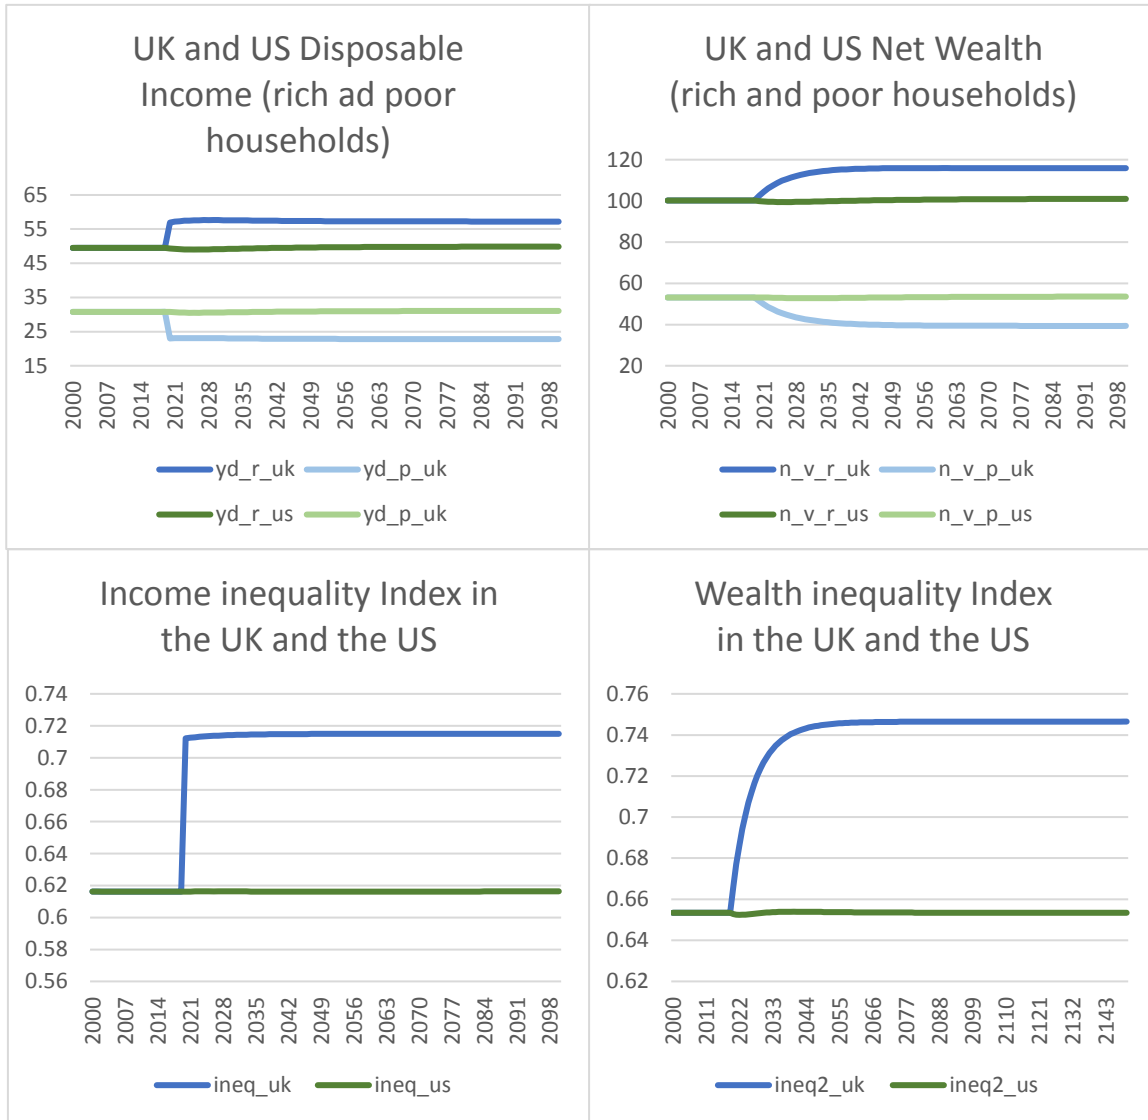 UK and US Disposable
Income (rich ad poor
households)
65
55
45
35
25
15
2000 2007 2014 2021 2028 2035 2042 2049 2056 2063 2070 2077 2084 2091 2098
yd_r_uk yd_p_uk
yd_r_us yd_p_uk
UK and US Net Wealth
(rich and poor households)
120
100
80
60
40
20
2000 2007 2014 2021 2028 2035 2042 2049 2056 2063 2070 2077 2084 2091 2098
n_v_r_uk n_v_p_uk
n_v_r_us n_v_p_us
Income inequality Index in
the UK and the US
0.74
0.72
0.7
0.68
0.66
0.64
0.62
0.6
0.58
0.56
2000 2007 2014 2021 2028 2035 2042 2049 2056 2063 2070 2077 2084 2091 2098
ineq_uk ineq_us
Wealth inequality Index
in the UK and the US
0.76
0.74
0.72
0.7
0.68
0.66
0.64
0.62
2000 2011 2022 2033 2044 2055 2066 2077 2088 2099 2110 2121 2132 2143
ineq2_uk ineq2_us